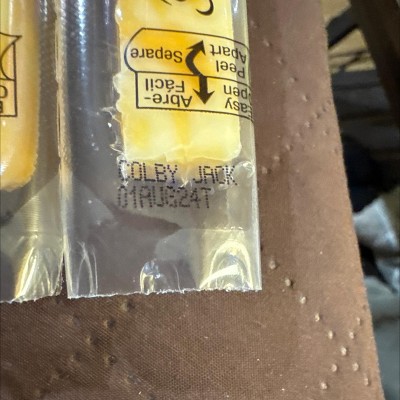 Easy
Open
Peel
Apart
Abre-
Fácil
Separe
COLBY JACK
01AUG24T